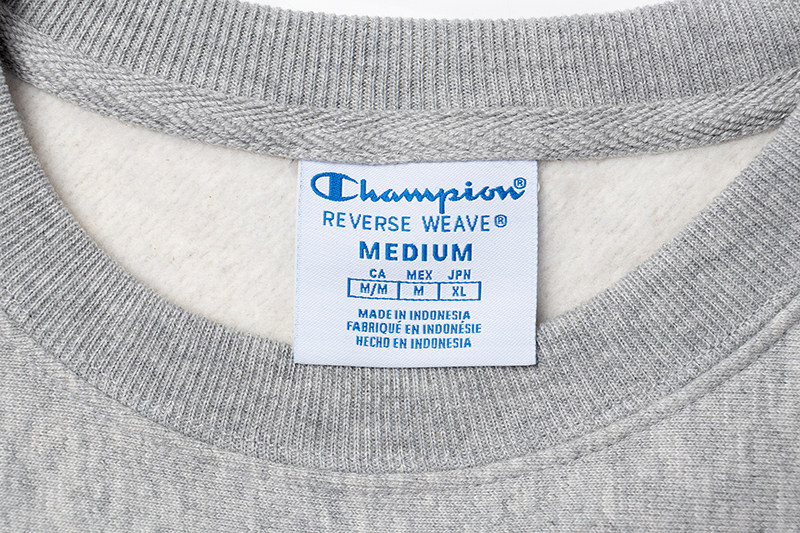 Champion®
REVERSE WEAVE®
MEDIUM
CA MEX JPN
M/M M XL
MADE IN INDONESIA
FABRIQUÉ EN INDONÉSIE
HECHO EN INDONESIA